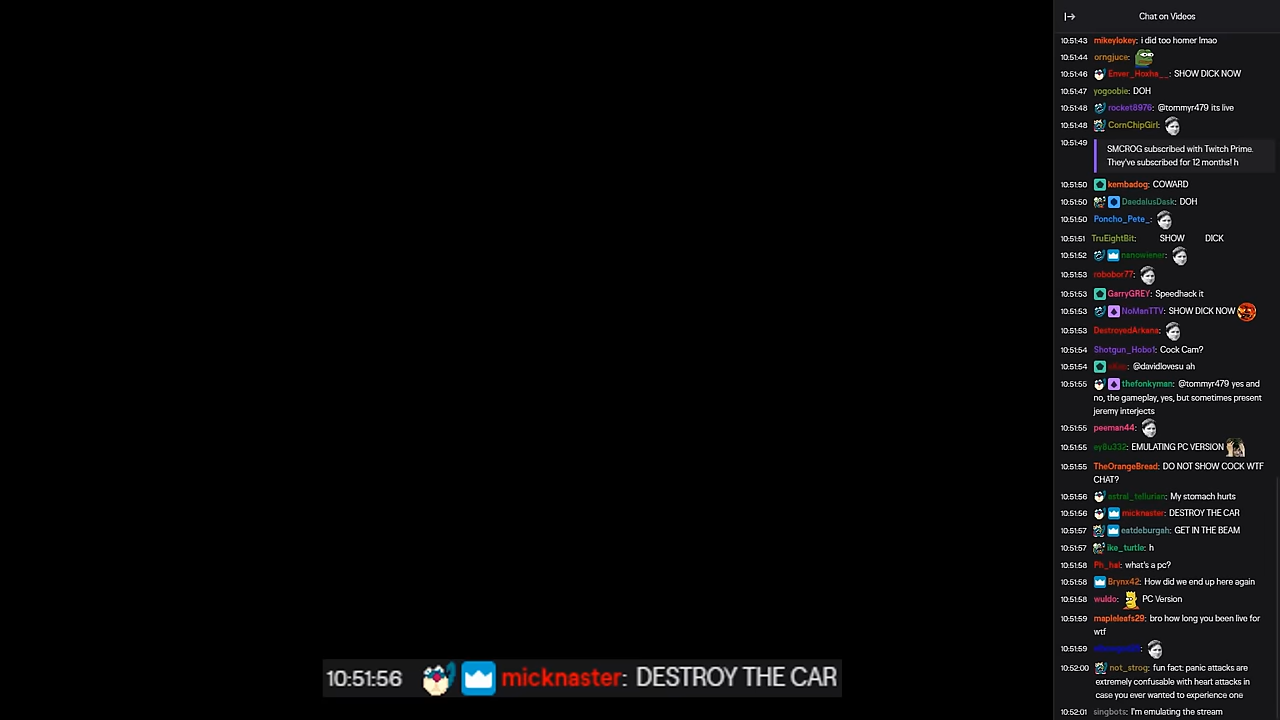 Chat on Videos
10:51:43 mikeylokey: i did too homer lmao
10:51:44 orngjuce:
10:51:46 Enver_Hoxha__: SHOW DICK NOW
10:51:47 yogoobie: DOH
10:51:48 rocket8976: @tommyr479 its live
10:51:48 CornChipGirl:
10:51:49 SMCROG subscribed with Twitch Prime.
They've subscribed for 12 months! h
10:51:50 kembadog: COWARD
10:51:50 DaedalusDask: DOH
10:51:50 Poncho_Pete_:
10:51:51 TruEightBit: SHOW DICK
10:51:52 nanowiener:
10:51:53 robobor77:
10:51:53 GarryGREY: Speedhack it
10:51:53 NoManTTV: SHOW DICK NOW
10:51:53 DestroyedArkana:
10:51:54 Shotgun_Hobo1: Cock Cam?
10:51:54 @davidlovesu ah
10:51:55 thefonkyman: @tommyr479 yes and
no, the gameplay, yes, but sometimes present
jeremy interjects
10:51:55 peeman44:
10:51:55 ey8u332: EMULATING PC VERSION
10:51:55 TheOrangeBread: DO NOT SHOW COCK WTF
CHAT?
10:51:56 astral_tellurian: My stomach hurts
10:51:56 micknaster: DESTROY THE CAR
10:51:57 eatdeburgah: GET IN THE BEAM
10:51:57 ike_turtle: h
10:51:58 Ph_hai: what's a pc?
10:51:58 Brynx42: How did we end up here again
10:51:58 wuldo: PC Version
10:51:59 mapleleafs29: bro how long you been live for
wtf
10:51:59
10:52:00 not_strog: fun fact: panic attacks are
extremely confusable with heart attacks in
case you ever wanted to experience one
10:52:01 singbots: I'm emulating the stream
10:51:56 micknaster: DESTROY THE CAR